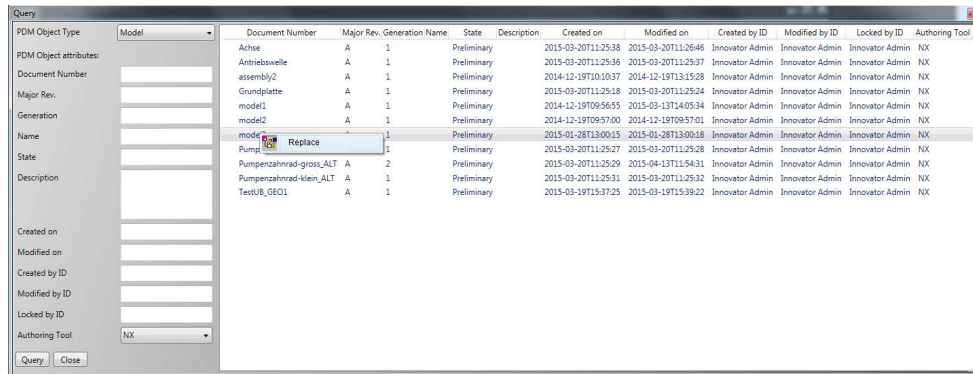 Query
PDM Object Type Model
PDM Object attributes:
Document Number
Major Rev.
Generation
Name
State
Description
Created on
Modified on
Created by ID
Modified by ID
Locked by ID
Authoring Tool NX
Query Close
Document Number Major Rev. Generation Name State Description Created on Modified on Created by ID Modified by ID Locked by ID Authoring Tool
Achse A 1 Preliminary 2015-03-20T11:25:38 2015-03-20T11:26:46 Innovator Admin Innovator Admin Innovator Admin NX
Antriebswelle A 1 Preliminary 2015-03-20T11:25:36 2015-03-20T11:25:37 Innovator Admin Innovator Admin Innovator Admin NX
assembly2 A 1 Preliminary 2014-12-19T10:10:37 2014-12-19T13:15:28 Innovator Admin Innovator Admin Innovator Admin NX
Grundplatte A 1 Preliminary 2015-03-20T11:25:18 2015-03-20T11:25:24 Innovator Admin Innovator Admin Innovator Admin NX
model1 A 1 Preliminary 2014-12-19T09:56:55 2015-03-13T14:05:34 Innovator Admin Innovator Admin Innovator Admin NX
model2 A 1 Preliminary 2014-12-19T09:57:00 2014-12-19T09:57:01 Innovator Admin Innovator Admin Innovator Admin NX
1 Preliminary 2015-01-28T13:00:15 2015-01-28T13:00:18 Innovator Admin Innovator Admin Innovator Admin NX
Replace
Pump 1 Preliminary 2015-03-20T11:25:27 2015-03-20T11:25:28 Innovator Admin Innovator Admin Innovator Admin NX
Pumpenzahnrad-gross_ALT A 2 Preliminary 2015-03-20T11:25:29 2015-04-13T11:54:31 Innovator Admin Innovator Admin Innovator Admin NX
Pumpenzahnrad-klein_ALT A 1 Preliminary 2015-03-20T11:25:31 2015-03-20T11:25:32 Innovator Admin Innovator Admin Innovator Admin NX
TestUB_GEO1 A 1 Preliminary 2015-03-19T15:37:25 2015-03-19T15:39:22 Innovator Admin Innovator Admin Innovator Admin NX